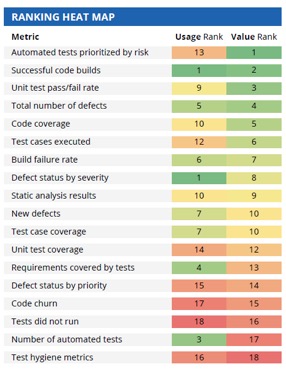 RANKING HEAT MAP
Metric Usage Rank Value Rank
Automated tests prioritized by risk 13 1
Successful code builds 1 2
Unit test pass/fail rate 9 3
Total number of defects 5 4
Code coverage 10 5
Test cases executed 12 6
Build failure rate 6 7
Defect status by severity 1 8
Static analysis results 10 9
New defects 7 10
Test case coverage 7 10
Unit test coverage 14 12
Requirements covered by tests 4 13
Defect status by priority 15 14
Code churn 17 15
Tests did not run 18 16
Number of automated tests 3 17
Test hygiene metrics 16 18